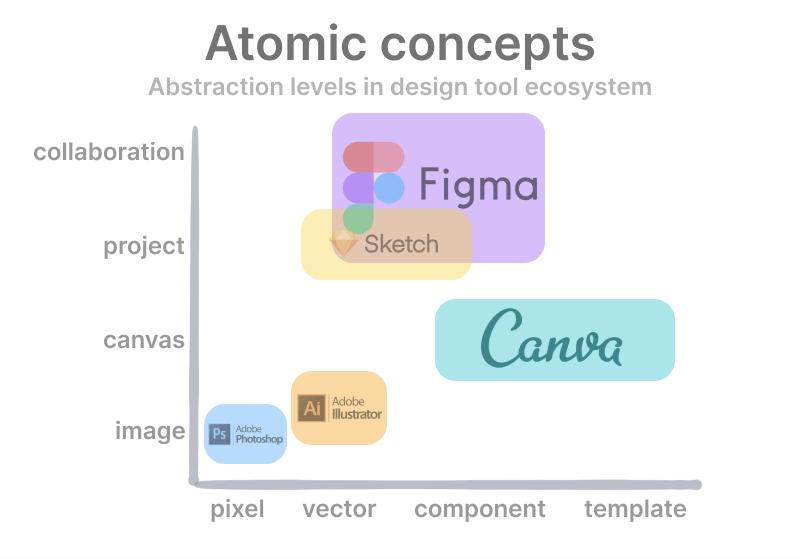 Atomic concepts
Abstraction levels in design tool ecosystem
collaboration
Figma
project
Sketch
canvas
Canva
image
Ps
Adobe
Photoshop
Ai
Adobe
Illustrator
pixel
vector
component
template